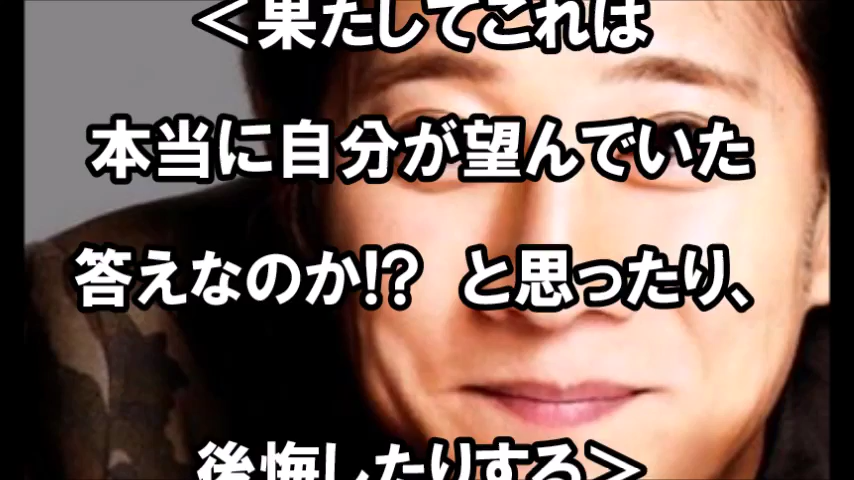 ＜果たしてこれは
本当に自分が望んでいた
答えなのか!?　と思ったり、
後悔したりする＞